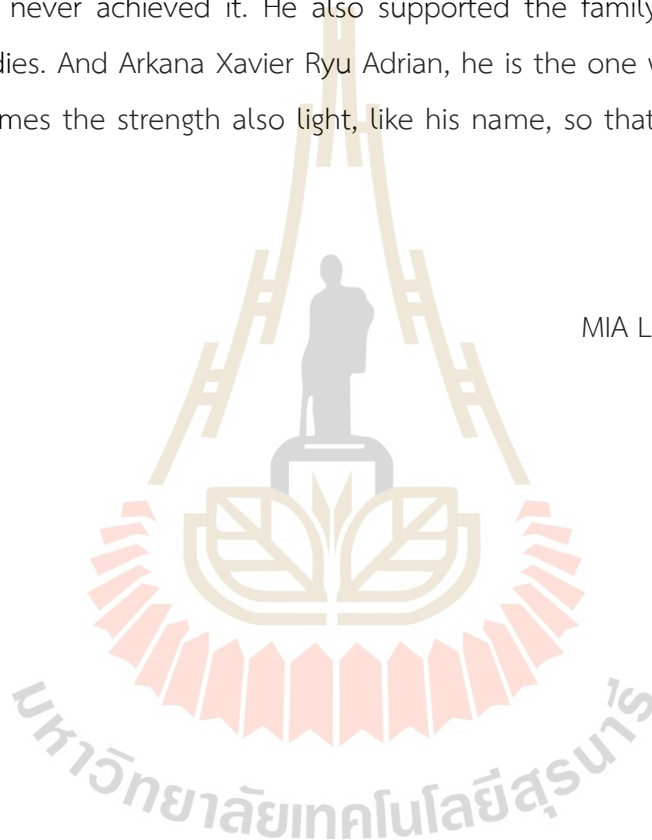 never achieved it. He also supported the family
dies. And Arkana Xavier Ryu Adrian, he is the one
mes the strength also light, like his name, so that
MIA L
มหาวิทยาลัยเทคโนโลยีสุรนารี